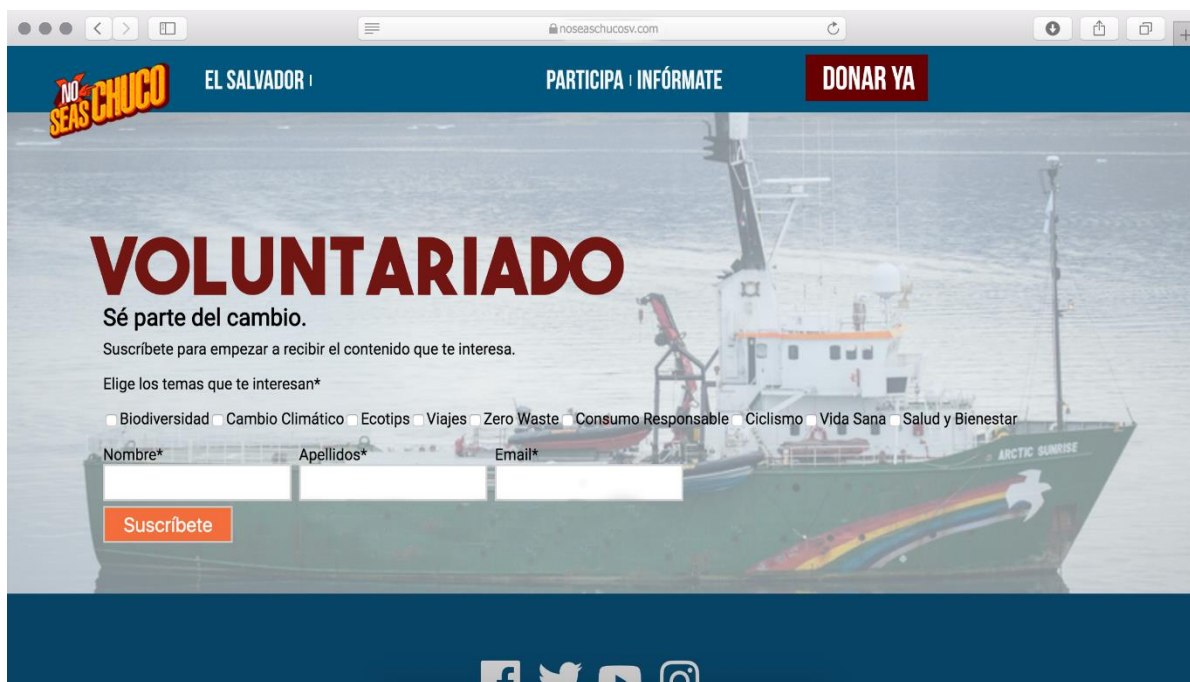 noseaschucosv.com
NO SEAS CHUCO
EL SALVADOR
PARTICIPA
INFÓRMATE
DONAR YA
VOLUNTARIADO
Sé parte del cambio.
Suscríbete para empezar a recibir el contenido que te interesa.
Elige los temas que te interesan*
Biodiversidad Cambio Climático Ecotips Viajes Zero Waste Consumo Responsable Ciclismo Vida Sana Salud y Bienestar
Nombre* Apellidos* Email*
Suscríbete
ARCTIC SUNRISE